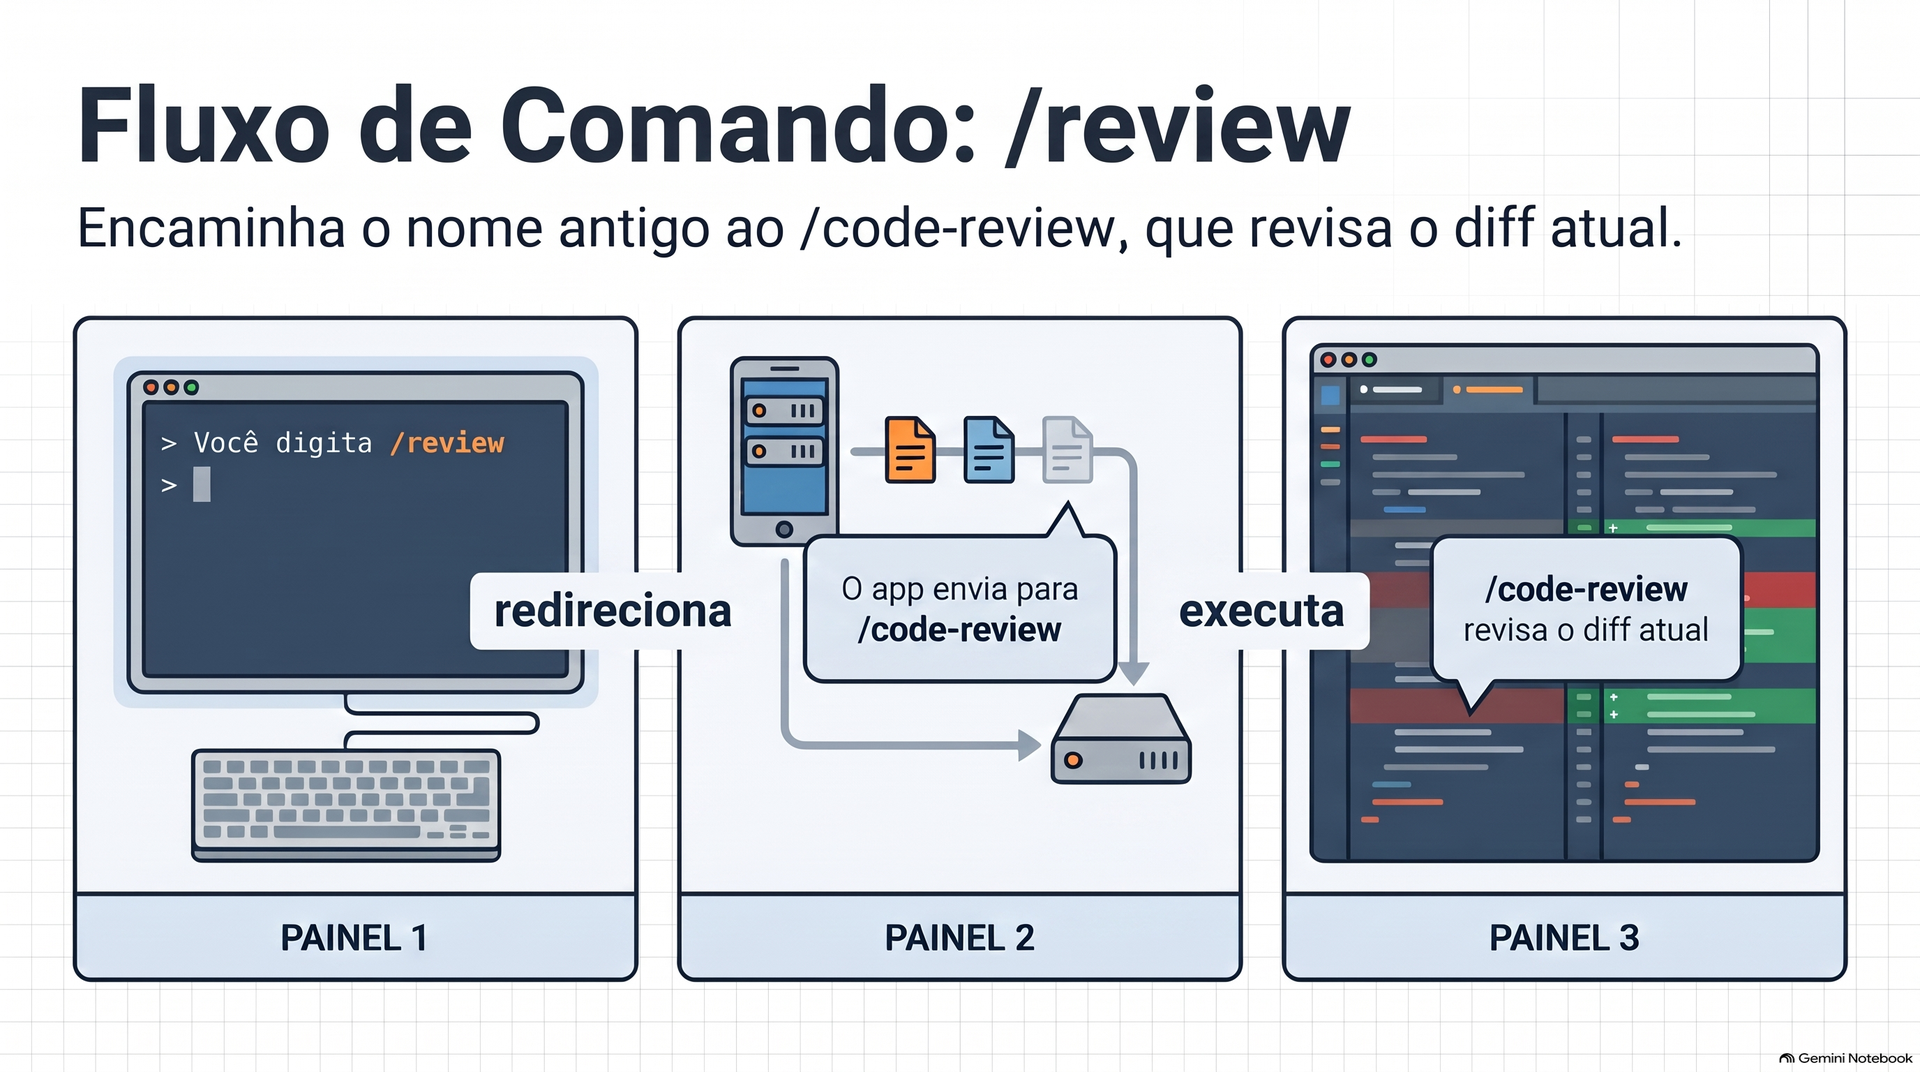 Fluxo de Comando: /review
Encaminha o nome antigo ao /code-review, que revisa o diff atual.
> Você digita /review
>
redireciona
O app envia para
/code-review
executa
/code-review
revisa o diff atual
PAINEL 1
PAINEL 2
PAINEL 3
Gemini Notebook